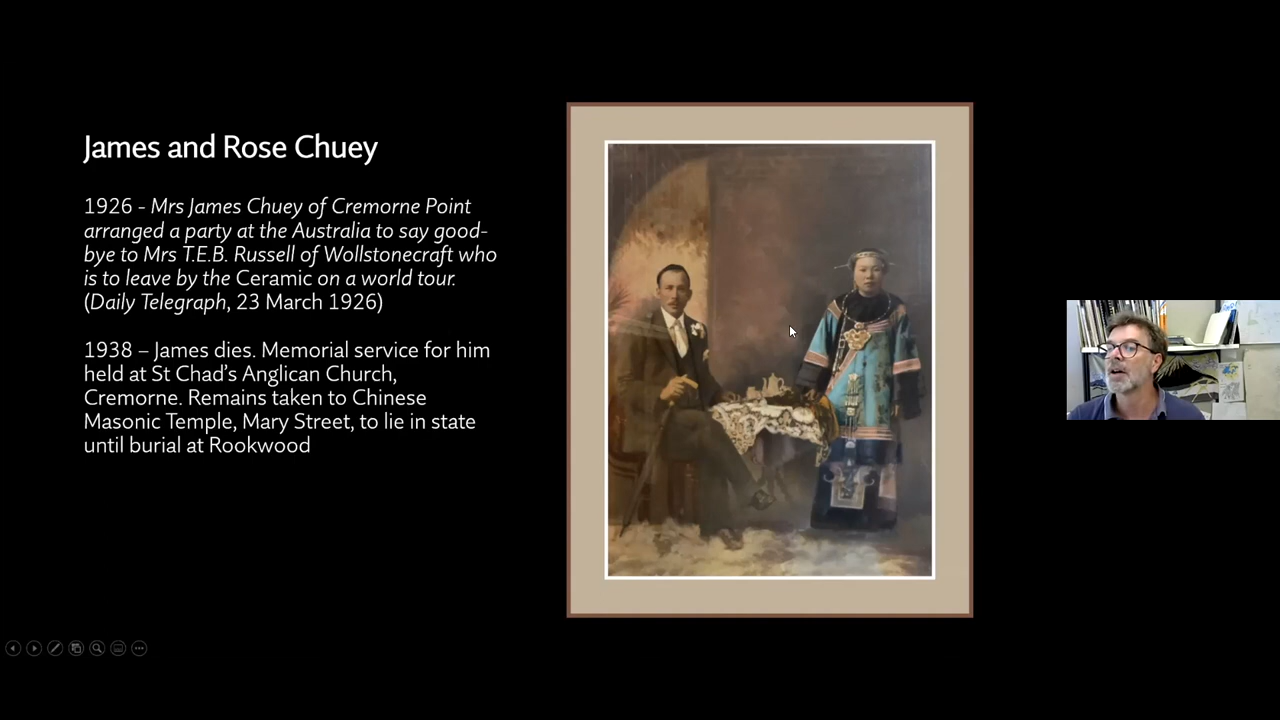 James and Rose Chuey
1926 - Mrs James Chuey of Cremorne Point
arranged a party at the Australia to say good-
bye to Mrs T.E.B. Russell of Wollstonecraft who
is to leave by the Ceramic on a world tour.
(Daily Telegraph, 23 March 1926)
1938 – James dies. Memorial service for him
held at St Chad’s Anglican Church,
Cremorne. Remains taken to Chinese
Masonic Temple, Mary Street, to lie in state
until burial at Rookwood